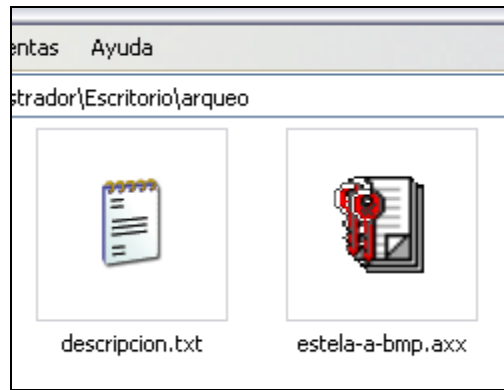 entas Ayuda
strador\Escritorio\arqueo
descripcion.txt estela-a-bmp.axx